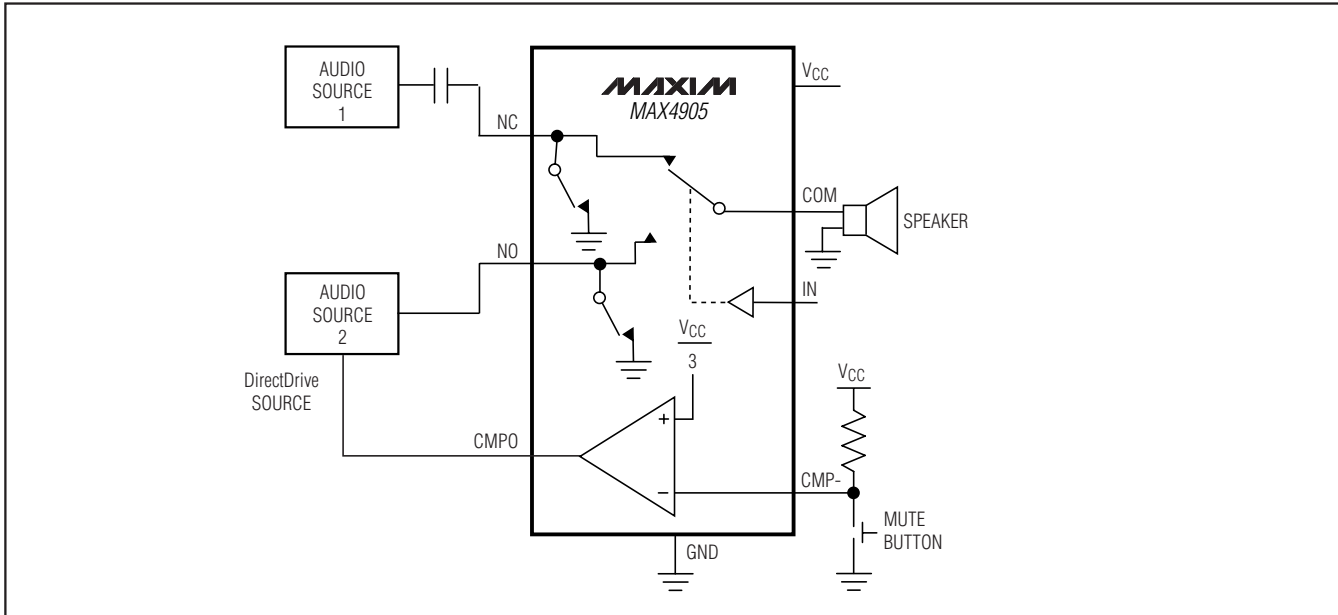 AUDIO
SOURCE
1
MAXIM
MAX4905
VCC
NC
COM
SPEAKER
NO
AUDIO
SOURCE
2
IN
VCC
3
DirectDrive
SOURCE
VCC
+
CMPO
CMP-
−
MUTE
BUTTON
GND